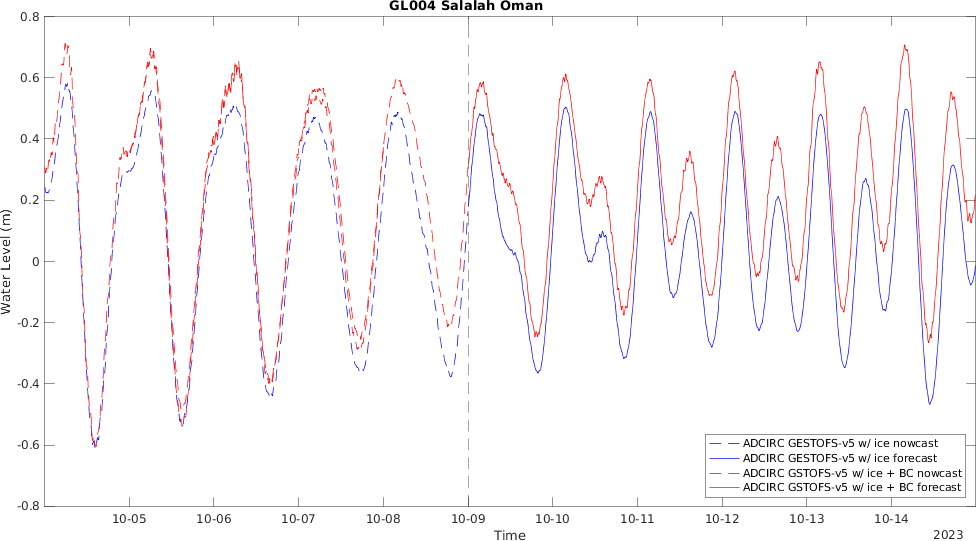 GL004 Salalah Oman
0.8
0.6
0.4
0.2
0
-0.2
-0.4
-0.6
-0.8
Water Level (m)
ADCIRC GESTOFS-v5 w/ ice nowcast
ADCIRC GESTOFS-v5 w/ ice forecast
ADCIRC GSTOFS-v5 w/ ice + BC nowcast
ADCIRC GSTOFS-v5 w/ ice + BC forecast
10-05 10-06 10-07 10-08 10-09 10-10 10-11 10-12 10-13 10-14
Time
2023